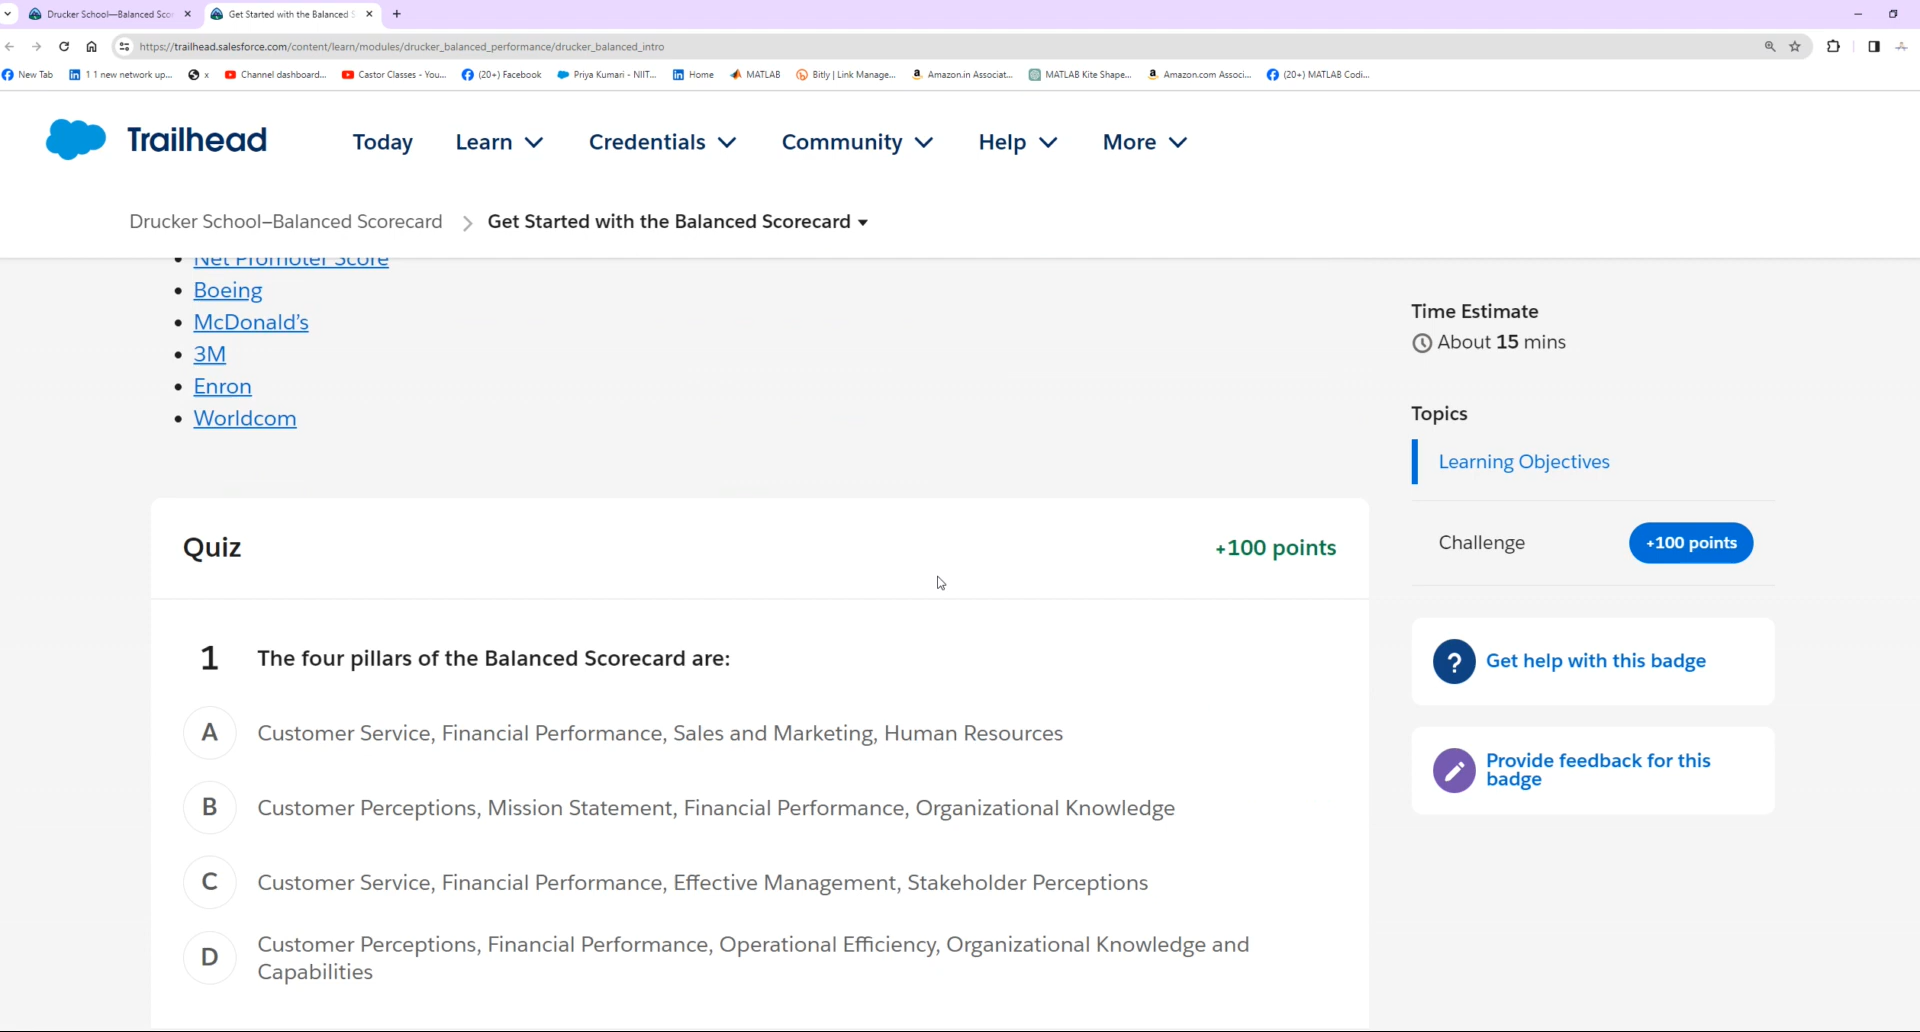 Drucker School—Balanced Sco
Get Started with the Balanced S
https://trailhead.salesforce.com/content/learn/modules/drucker_balanced_performance/drucker_balanced_intro
New Tab
1 1 new network up...
x
Channel dashboard...
Castor Classes - You...
(20+) Facebook
Priya Kumari - NIIT...
Home
MATLAB
Bitly | Link Manage...
Amazon.in Associat...
MATLAB Kite Shape...
Amazon.com Associ...
(20+) MATLAB Codi...
Trailhead
Today
Learn
Credentials
Community
Help
More
Drucker School—Balanced Scorecard
Get Started with the Balanced Scorecard
Net Promoter Score
Boeing
McDonald’s
3M
Enron
Worldcom
Time Estimate
About 15 mins
Topics
Learning Objectives
Challenge
+100 points
Get help with this badge
Provide feedback for this
badge
Quiz
+100 points
1 The four pillars of the Balanced Scorecard are:
A Customer Service, Financial Performance, Sales and Marketing, Human Resources
B Customer Perceptions, Mission Statement, Financial Performance, Organizational Knowledge
C Customer Service, Financial Performance, Effective Management, Stakeholder Perceptions
D Customer Perceptions, Financial Performance, Operational Efficiency, Organizational Knowledge and
Capabilities